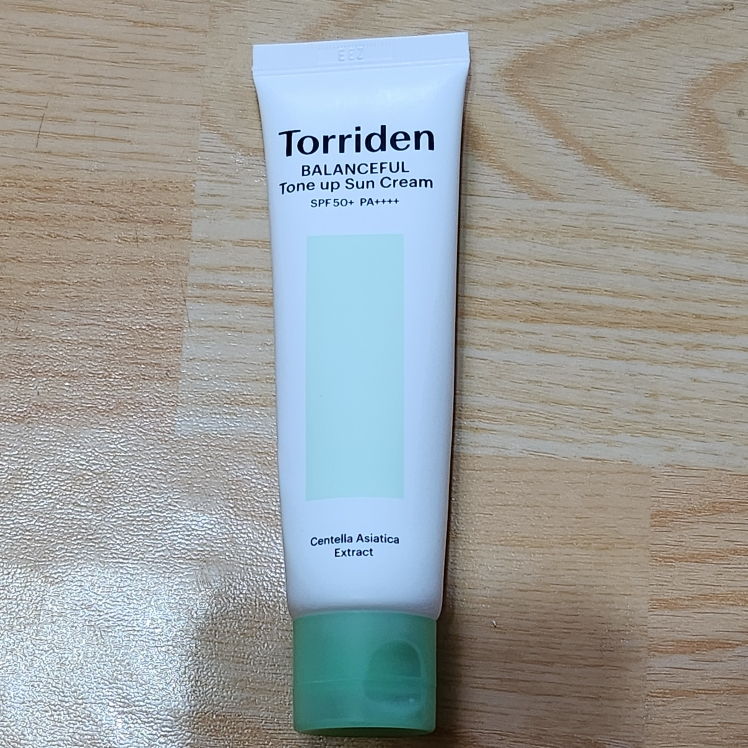 Torriden
BALANCEFUL
Tone up Sun Cream
SPF50+ PA++++
Centella Asiatica
Extract